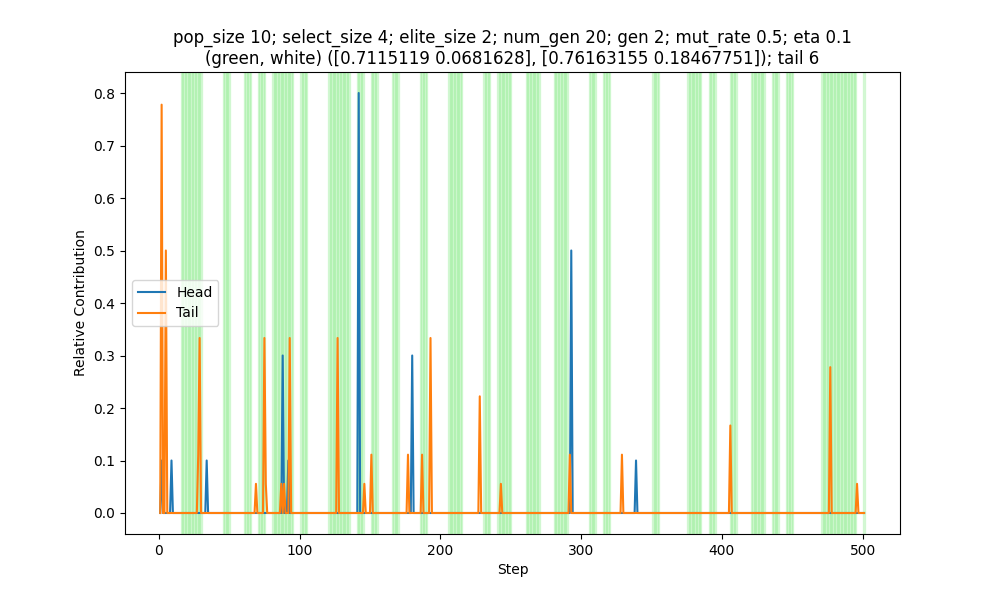 pop_size 10; select_size 4; elite_size 2; num_gen 20; gen 2; mut_rate 0.5; eta 0.1
(green, white) ([0.7115119 0.0681628], [0.76163155 0.18467751]); tail 6
Relative Contribution
0.8
0.7
0.6
0.5
0.4
0.3
0.2
0.1
0.0
Head
Tail
0
100
200
300
400
500
Step